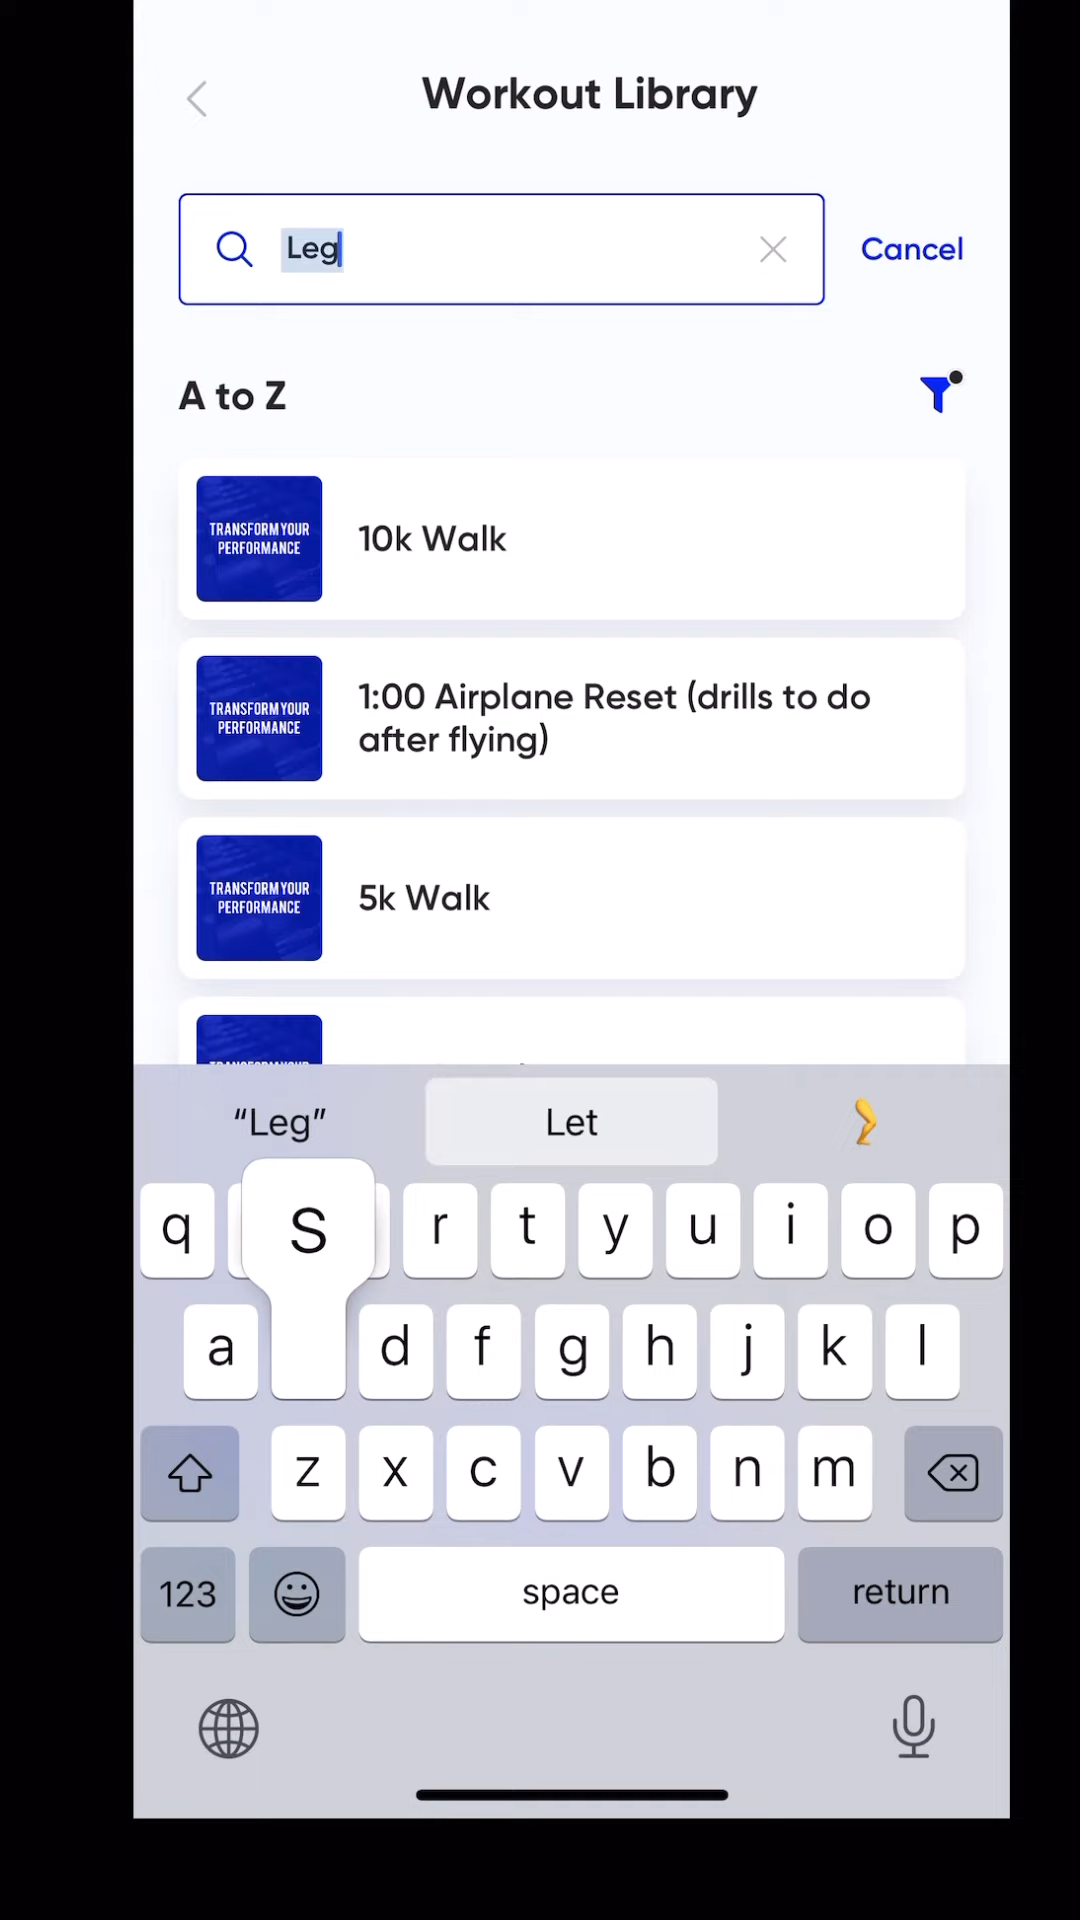 Workout Library
Leg
Cancel
A to Z
TRANSFORM YOUR
PERFORMANCE
10k Walk
TRANSFORM YOUR
PERFORMANCE
1:00 Airplane Reset (drills to do
after flying)
TRANSFORM YOUR
PERFORMANCE
5k Walk
“Leg”
Let
q
s
r
t
y
u
i
o
p
a
d
f
g
h
j
k
l
z
x
c
v
b
n
m
123
space
return